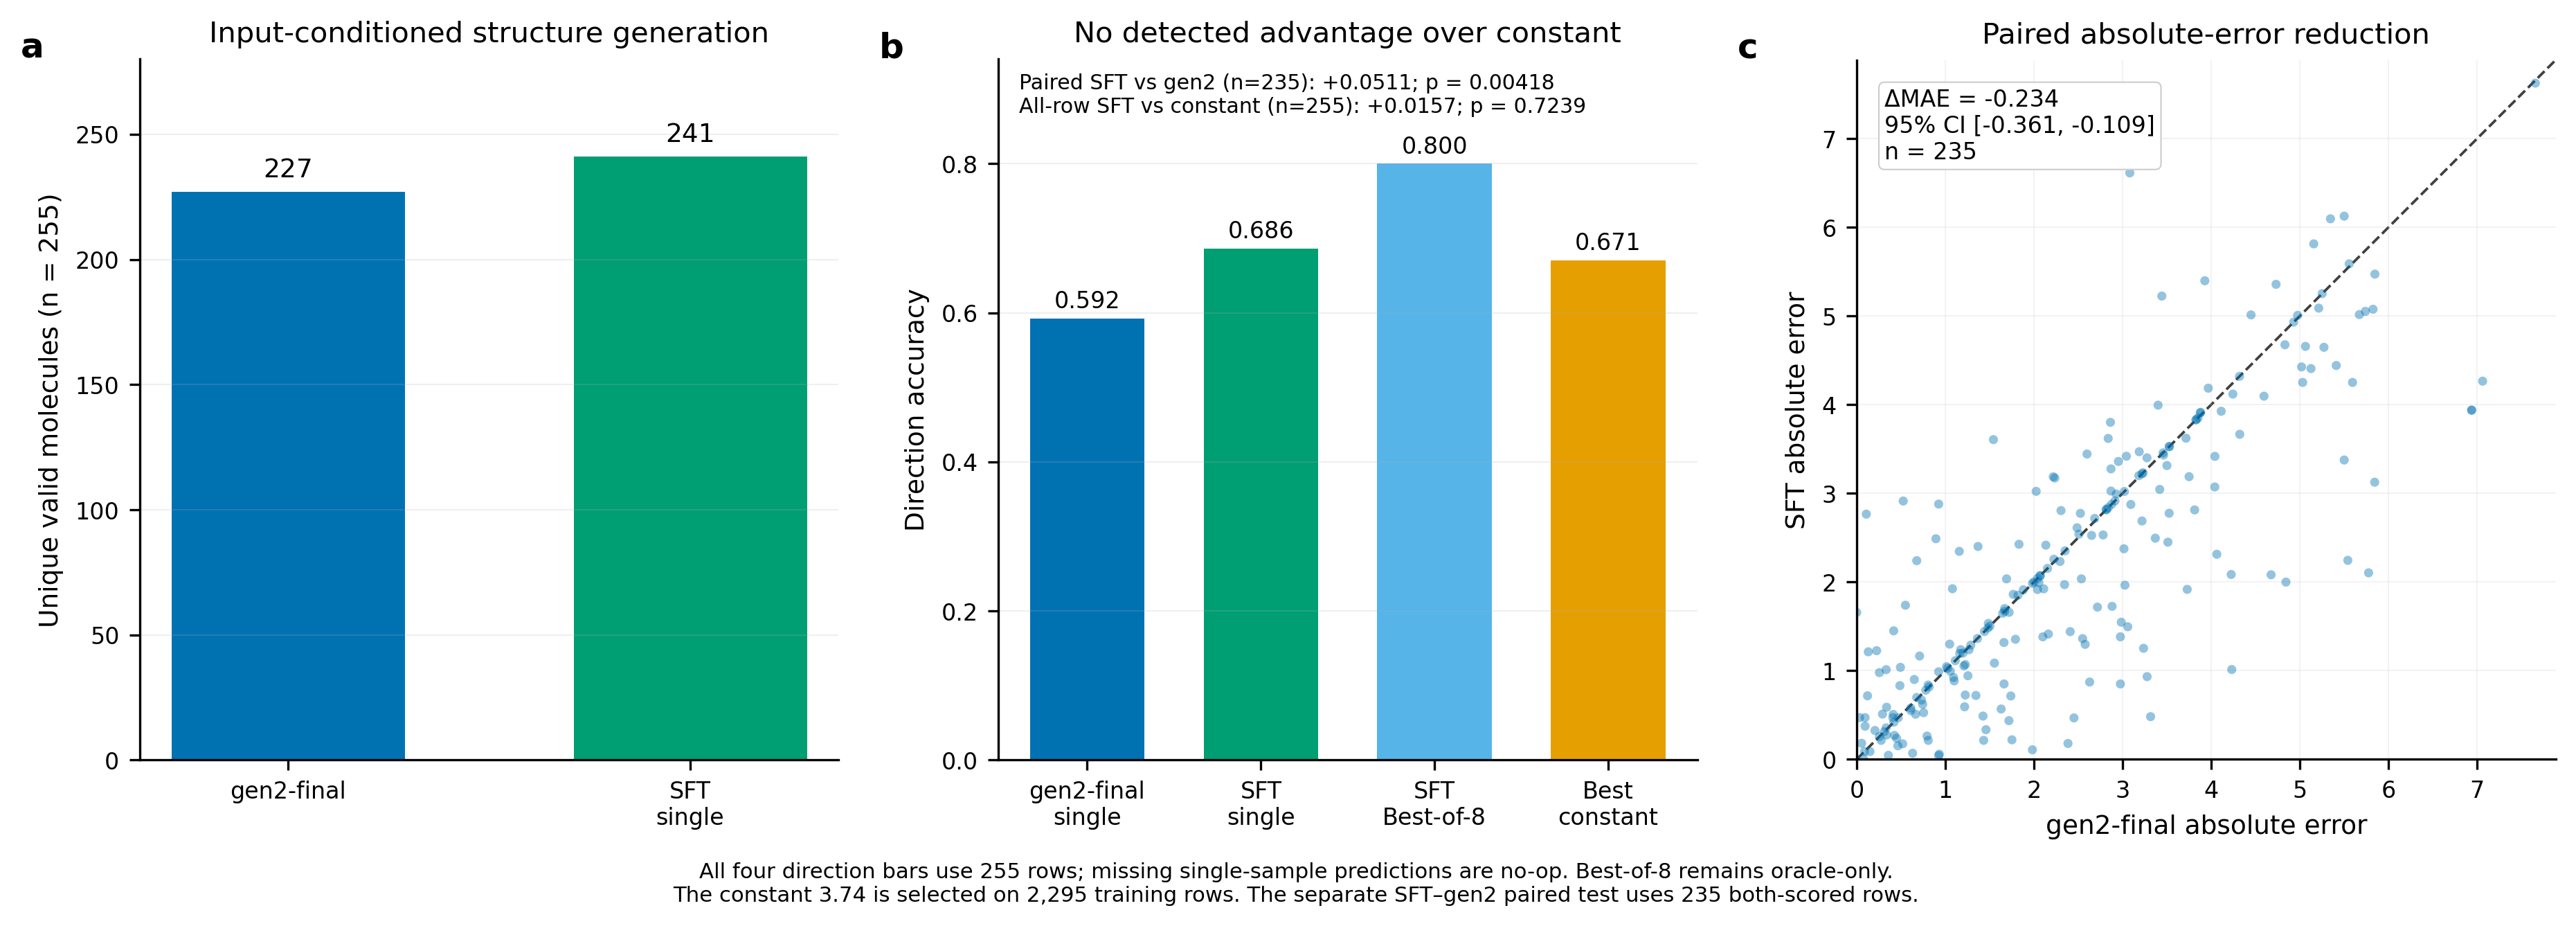 a
Input-conditioned structure generation
Unique valid molecules (n = 255)
250
200
150
100
50
0
227
241
gen2-final
SFT
single
b
No detected advantage over constant
Paired SFT vs gen2 (n=235): +0.0511; p = 0.00418
All-row SFT vs constant (n=255): +0.0157; p = 0.7239
Direction accuracy
0.8
0.6
0.4
0.2
0.0
0.592
0.686
0.800
0.671
gen2-final
single
SFT
single
SFT
Best-of-8
Best
constant
c
Paired absolute-error reduction
ΔMAE = -0.234
95% CI [-0.361, -0.109]
n = 235
SFT absolute error
7
6
5
4
3
2
1
0
0 1 2 3 4 5 6 7
gen2-final absolute error
All four direction bars use 255 rows; missing single-sample predictions are no-op. Best-of-8 remains oracle-only.
The constant 3.74 is selected on 2,295 training rows. The separate SFT–gen2 paired test uses 235 both-scored rows.